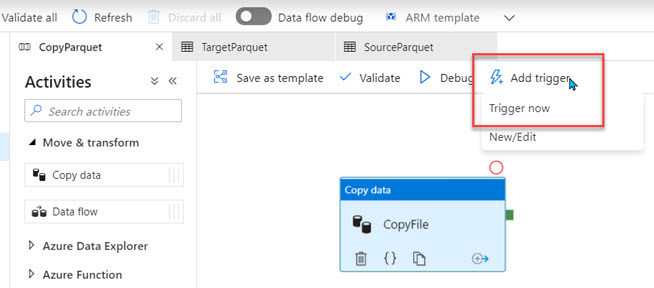 Validate all
Refresh
Discard all
Data flow debug
ARM template
CopyParquet
TargetParquet
SourceParquet
Activities
Save as template
Validate
Debug
Add trigger
Search activities
Trigger now
New/Edit
Move & transform
Copy data
Data flow
Azure Data Explorer
Azure Function
Copy data
CopyFile
{}